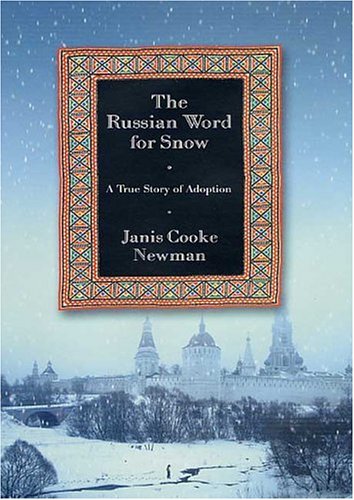 The
Russian Word
for Snow
A True Story of Adoption
Janis Cooke
Newman